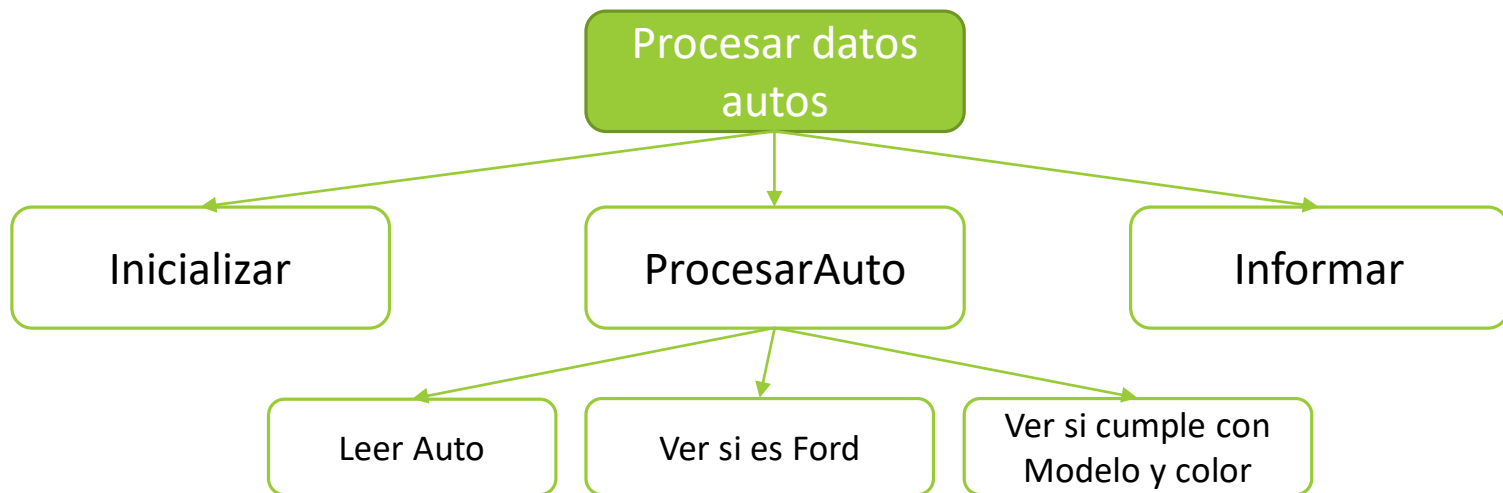 Procesar datos
autos
Inicializar
ProcesarAuto
Informar
Leer Auto
Ver si es Ford
Ver si cumple con
Modelo y color